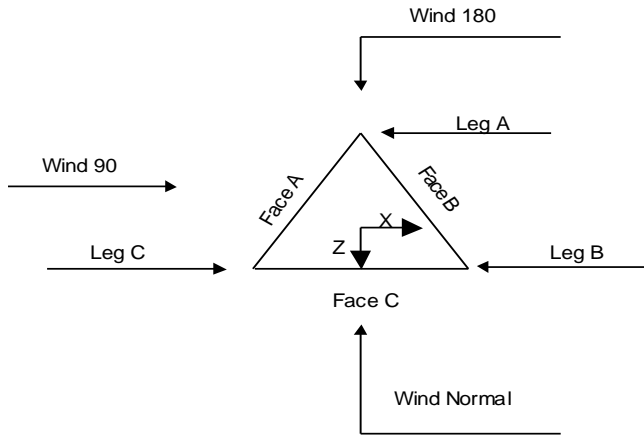 Wind 180
Leg A
Wind 90
Face A
Face B
X
Z
Leg C
Leg B
Face C
Wind Normal